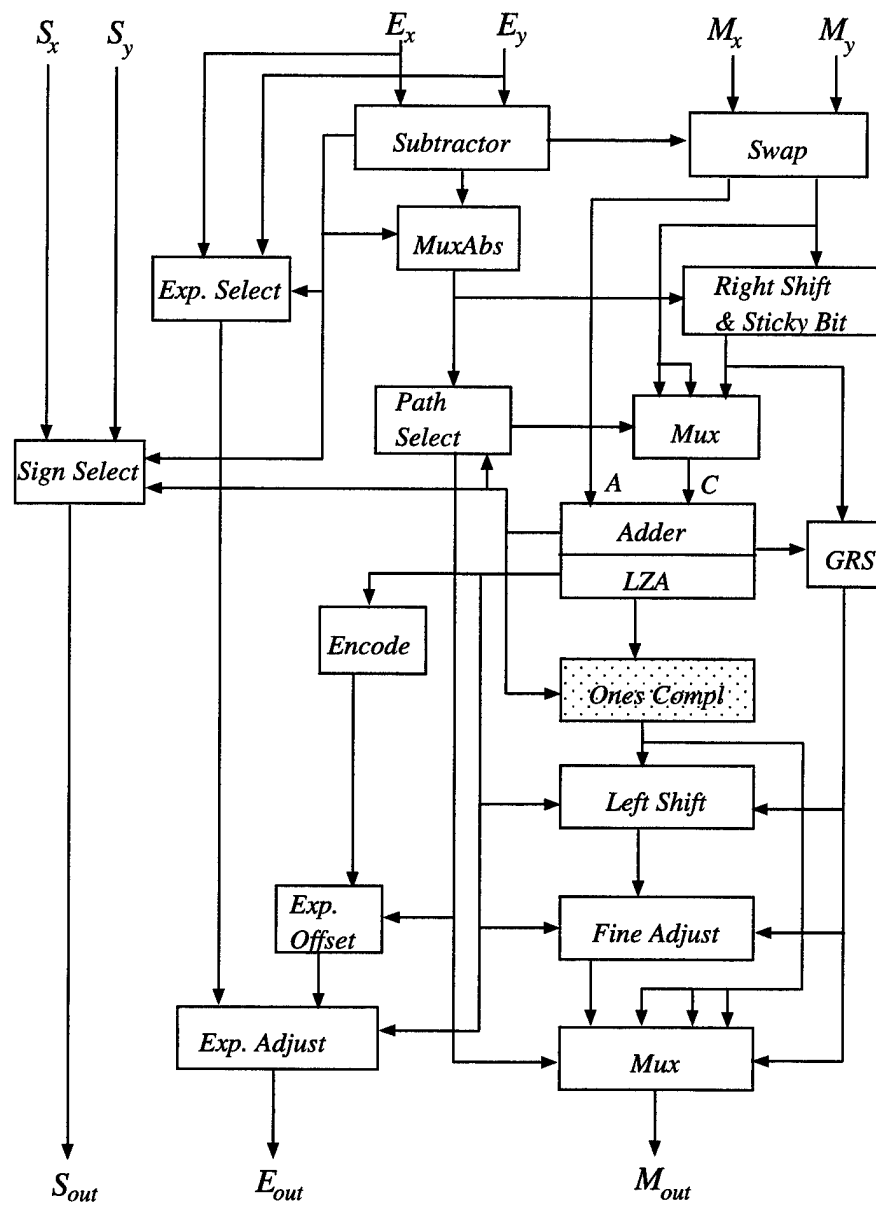 S_x S_y E_x E_y M_x M_y
Subtractor
Swap
MuxAbs
Exp. Select
Right Shift
& Sticky Bit
Path
Select
Mux
Sign Select
A C
Adder
LZA
GRS
Encode
Ones Compl
Left Shift
Exp.
Offset
Fine Adjust
Exp. Adjust
Mux
S_out E_out M_out